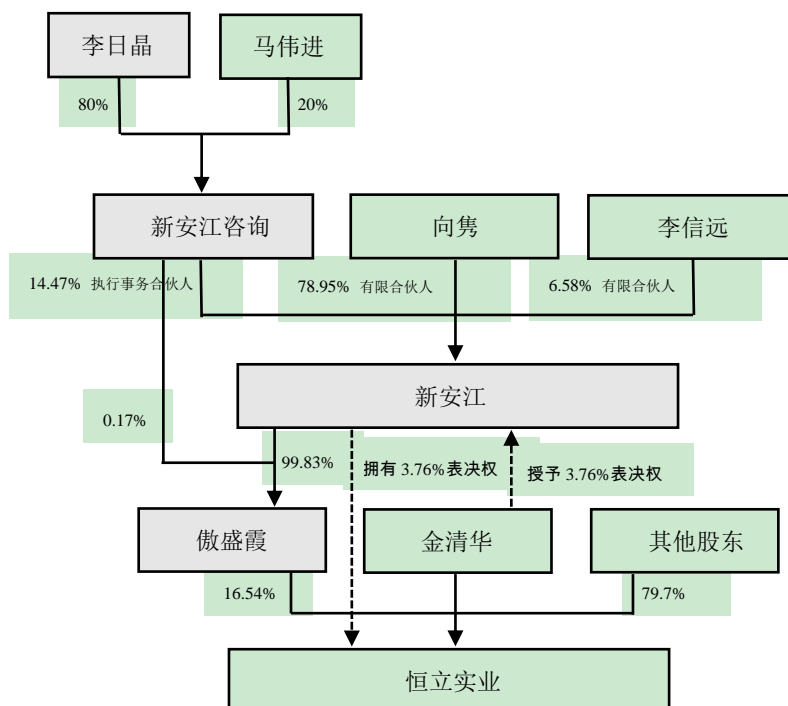 李日晶
马伟进
80%
20%
新安江咨询
向隽
李信远
14.47% 执行事务合伙人
78.95% 有限合伙人
6.58% 有限合伙人
新安江
0.17%
99.83%
拥有 3.76%表决权
授予 3.76%表决权
傲盛霞
金清华
其他股东
16.54%
79.7%
恒立实业